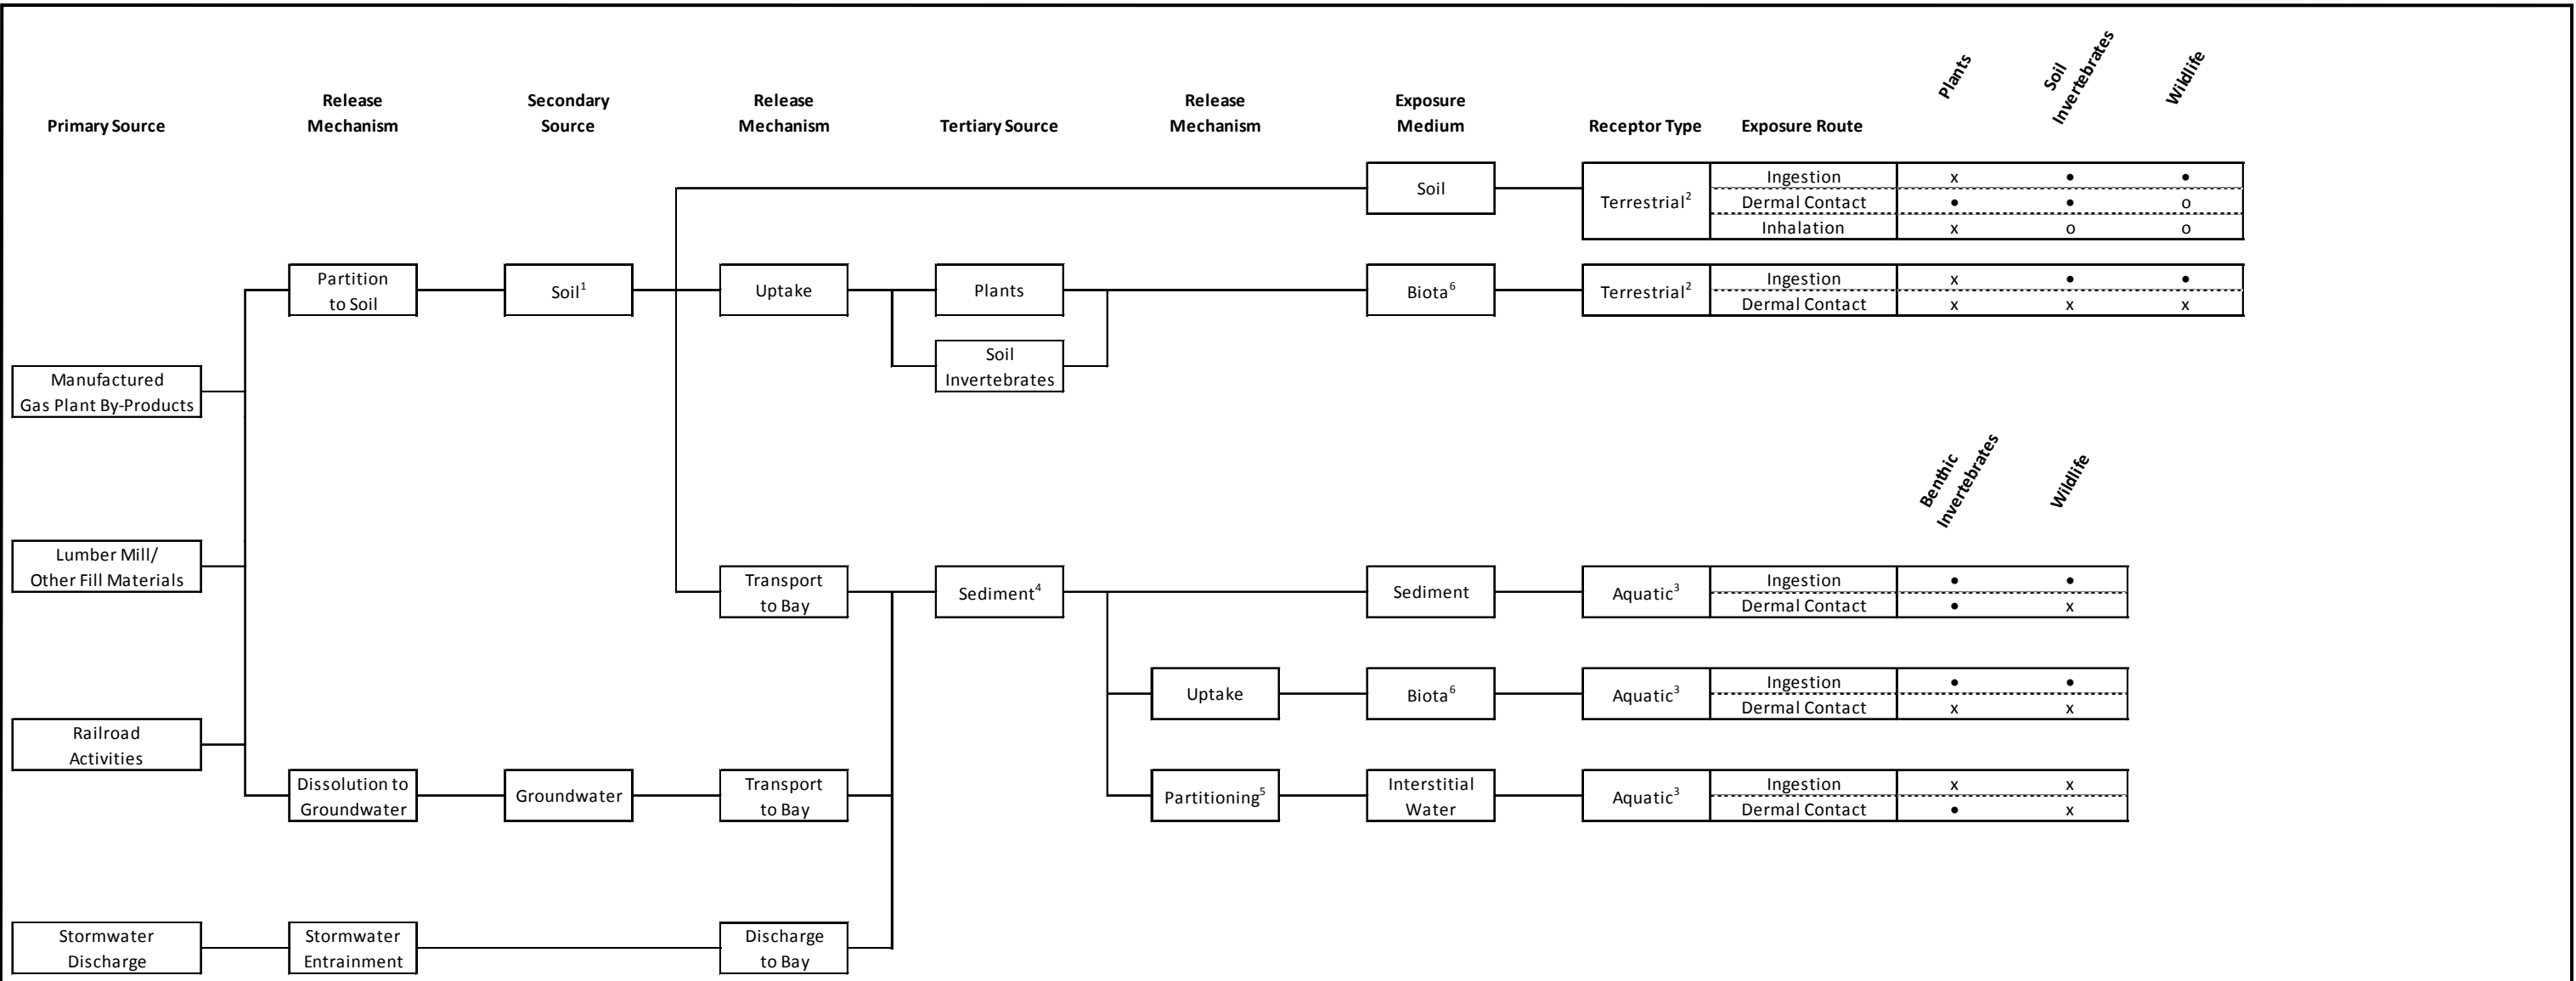 Plants
Soil
Invertebrates
Wildlife
Primary Source
Release
Mechanism
Secondary
Source
Release
Mechanism
Tertiary Source
Release
Mechanism
Exposure
Medium
Receptor Type
Exposure Route
Soil
Terrestrial²
Ingestion x • •
Dermal Contact • • o
Inhalation x o o
Partition
to Soil
Soil¹
Uptake
Plants
Biota⁶
Terrestrial²
Ingestion x • •
Dermal Contact x x x
Soil
Invertebrates
Manufactured
Gas Plant By-Products
Benthic
Invertebrates
Wildlife
Lumber Mill/
Other Fill Materials
Transport
to Bay
Sediment⁴
Sediment
Aquatic³
Ingestion • •
Dermal Contact • x
Uptake
Biota⁶
Aquatic³
Ingestion • •
Dermal Contact x x
Railroad
Activities
Dissolution to
Groundwater
Groundwater
Transport
to Bay
Partitioning⁵
Interstitial
Water
Aquatic³
Ingestion x x
Dermal Contact • x
Stormwater
Discharge
Stormwater
Entrainment
Discharge
to Bay